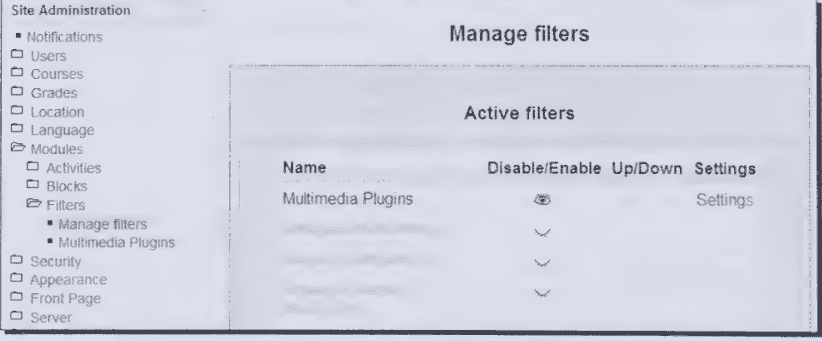 Site Administration
Notifications
Users
Courses
Grades
Location
Language
Modules
Activities
Blocks
Filters
Manage filters
Multimedia Plugins
Security
Appearance
Front Page
Server
Manage filters
Active filters
Name Disable/Enable Up/Down Settings
Multimedia Plugins Settings